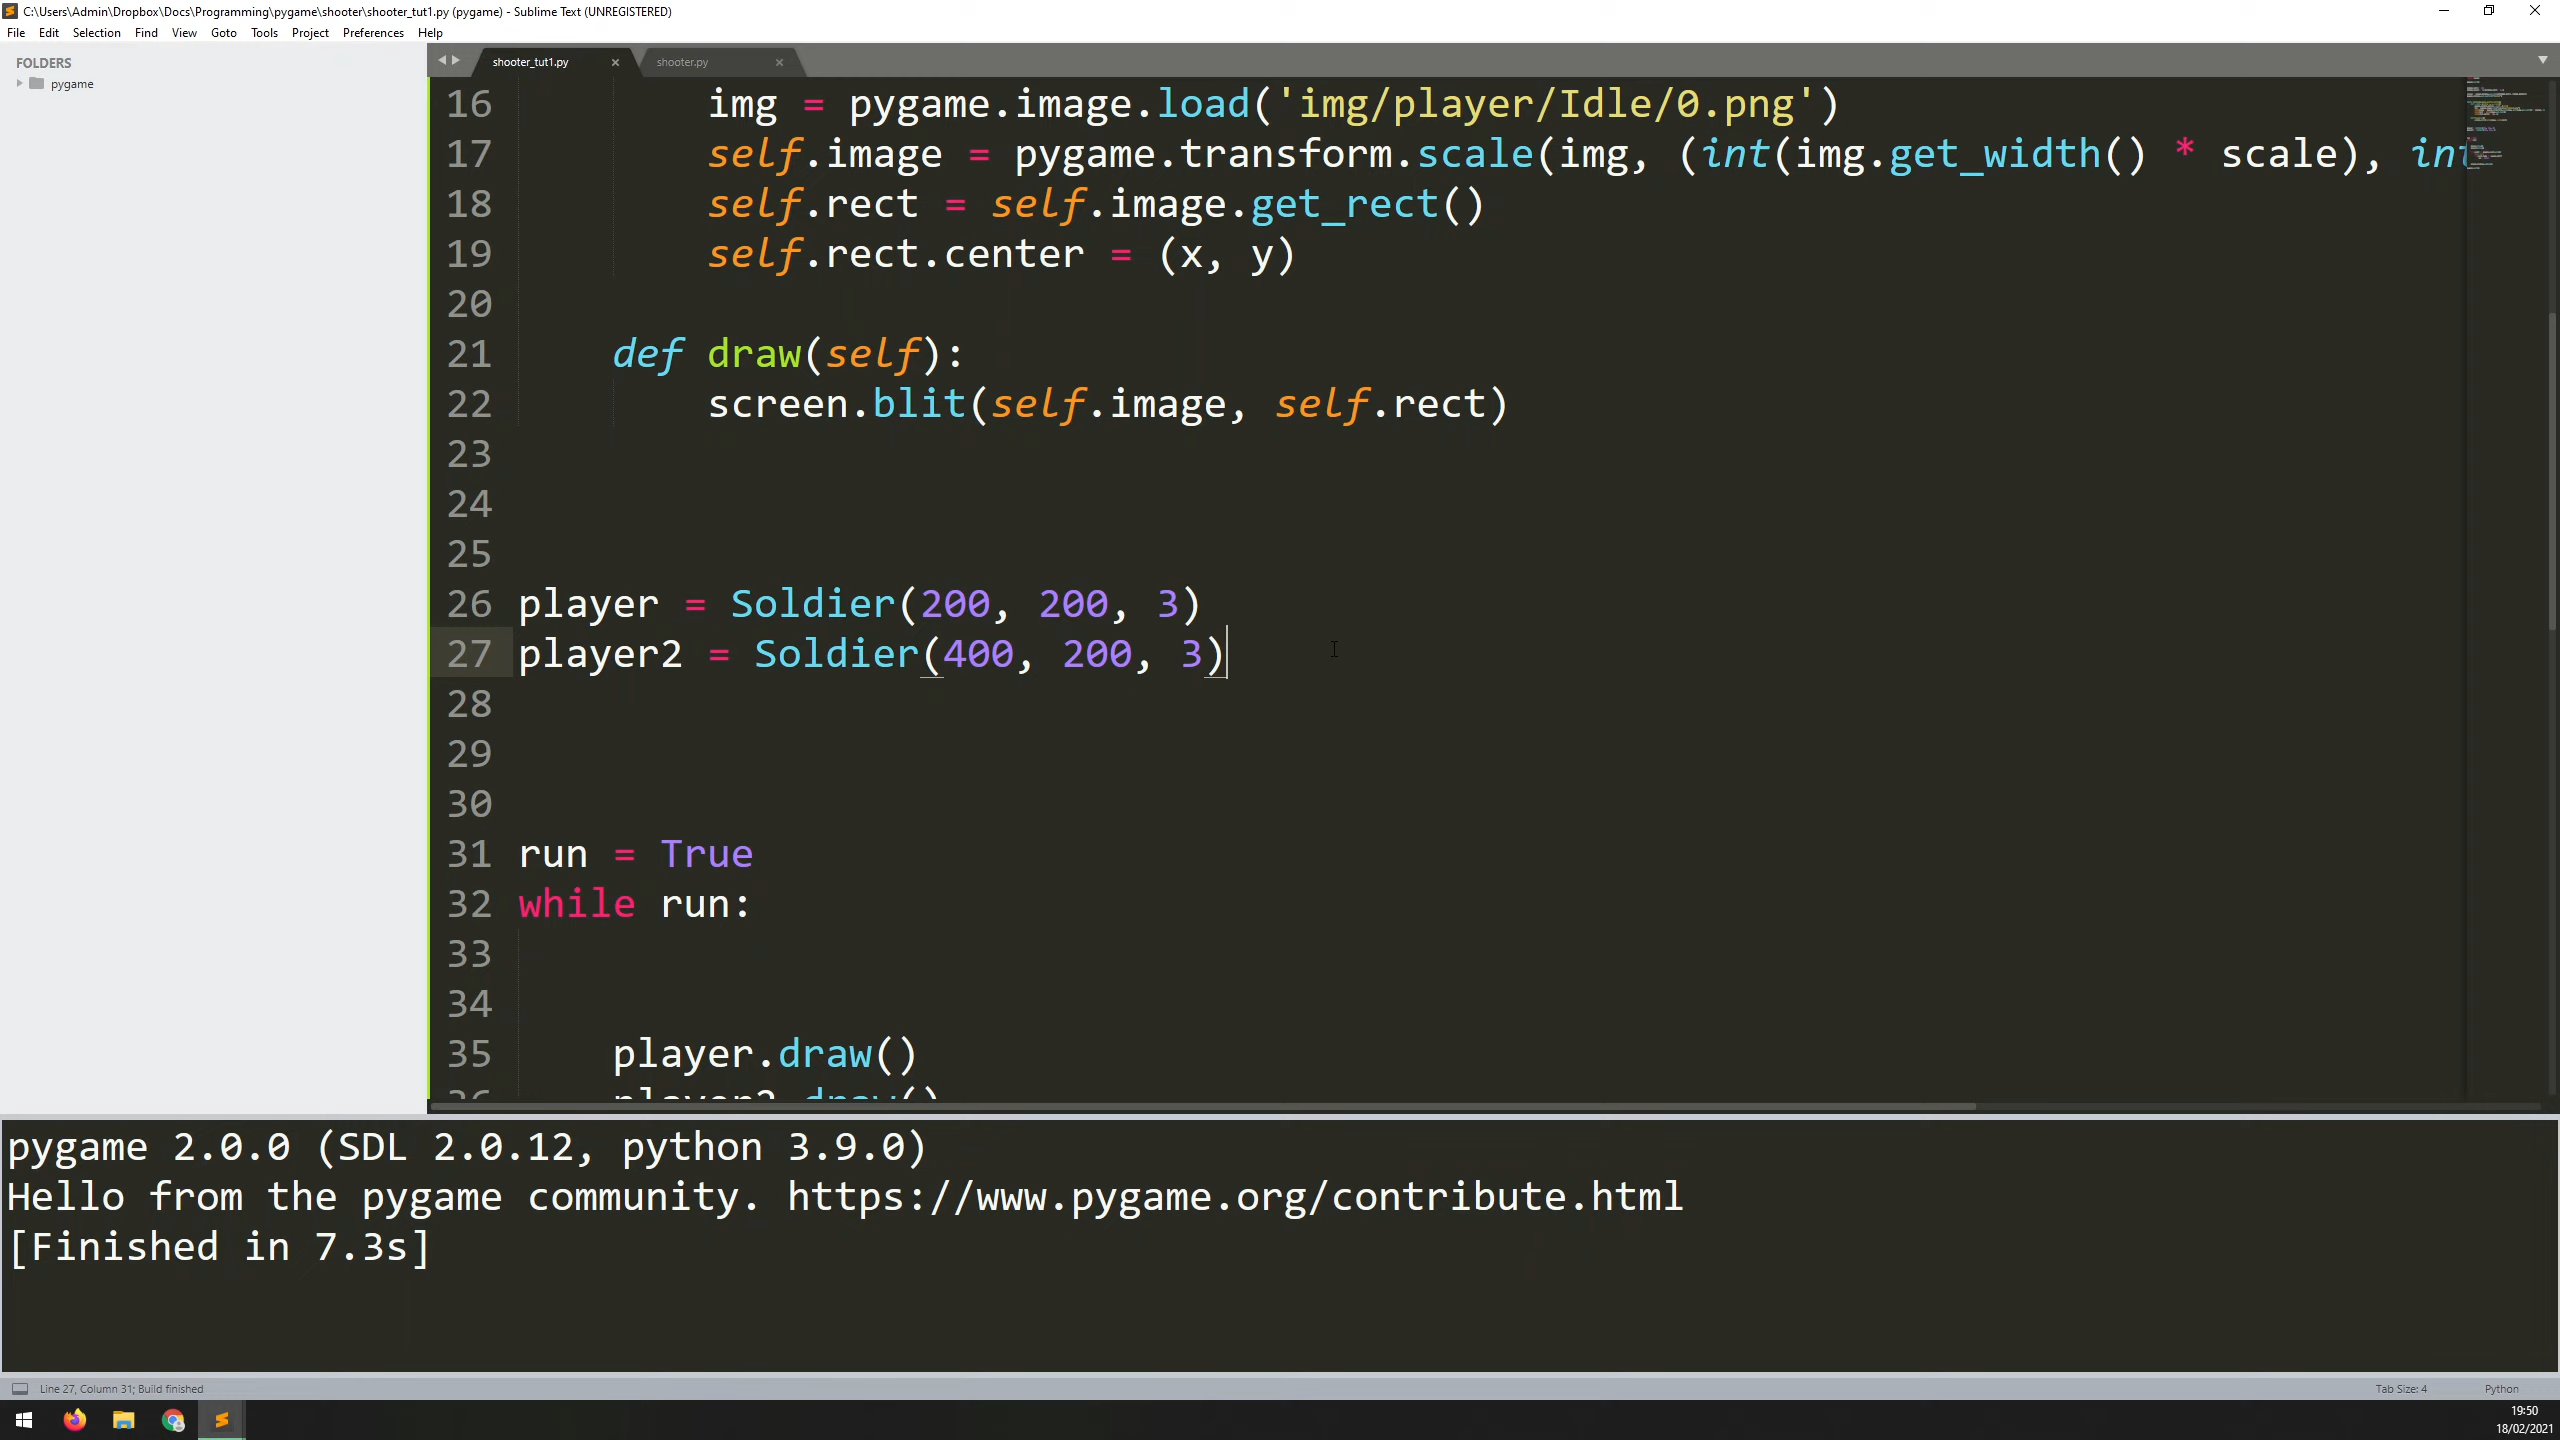 C:\Users\Admin\Dropbox\Docs\Programming\pygame\shooter\shooter_tut1.py (pygame) - Sublime Text (UNREGISTERED)
File Edit Selection Find View Goto Tools Project Preferences Help
FOLDERS
pygame
shooter_tut1.py
shooter.py
16 img = pygame.image.load('img/player/Idle/0.png')
17 self.image = pygame.transform.scale(img, (int(img.get_width() * scale), int
18 self.rect = self.image.get_rect()
19 self.rect.center = (x, y)
20
21 def draw(self):
22 screen.blit(self.image, self.rect)
23
24
25
26 player = Soldier(200, 200, 3)
27 player2 = Soldier(400, 200, 3)
28
29
30
31 run = True
32 while run:
33
34
35 player.draw()
36 player2.draw()
pygame 2.0.0 (SDL 2.0.12, python 3.9.0)
Hello from the pygame community. https://www.pygame.org/contribute.html
[Finished in 7.3s]
Line 27, Column 31; Build finished
Tab Size: 4
Python
19:50
18/02/2021